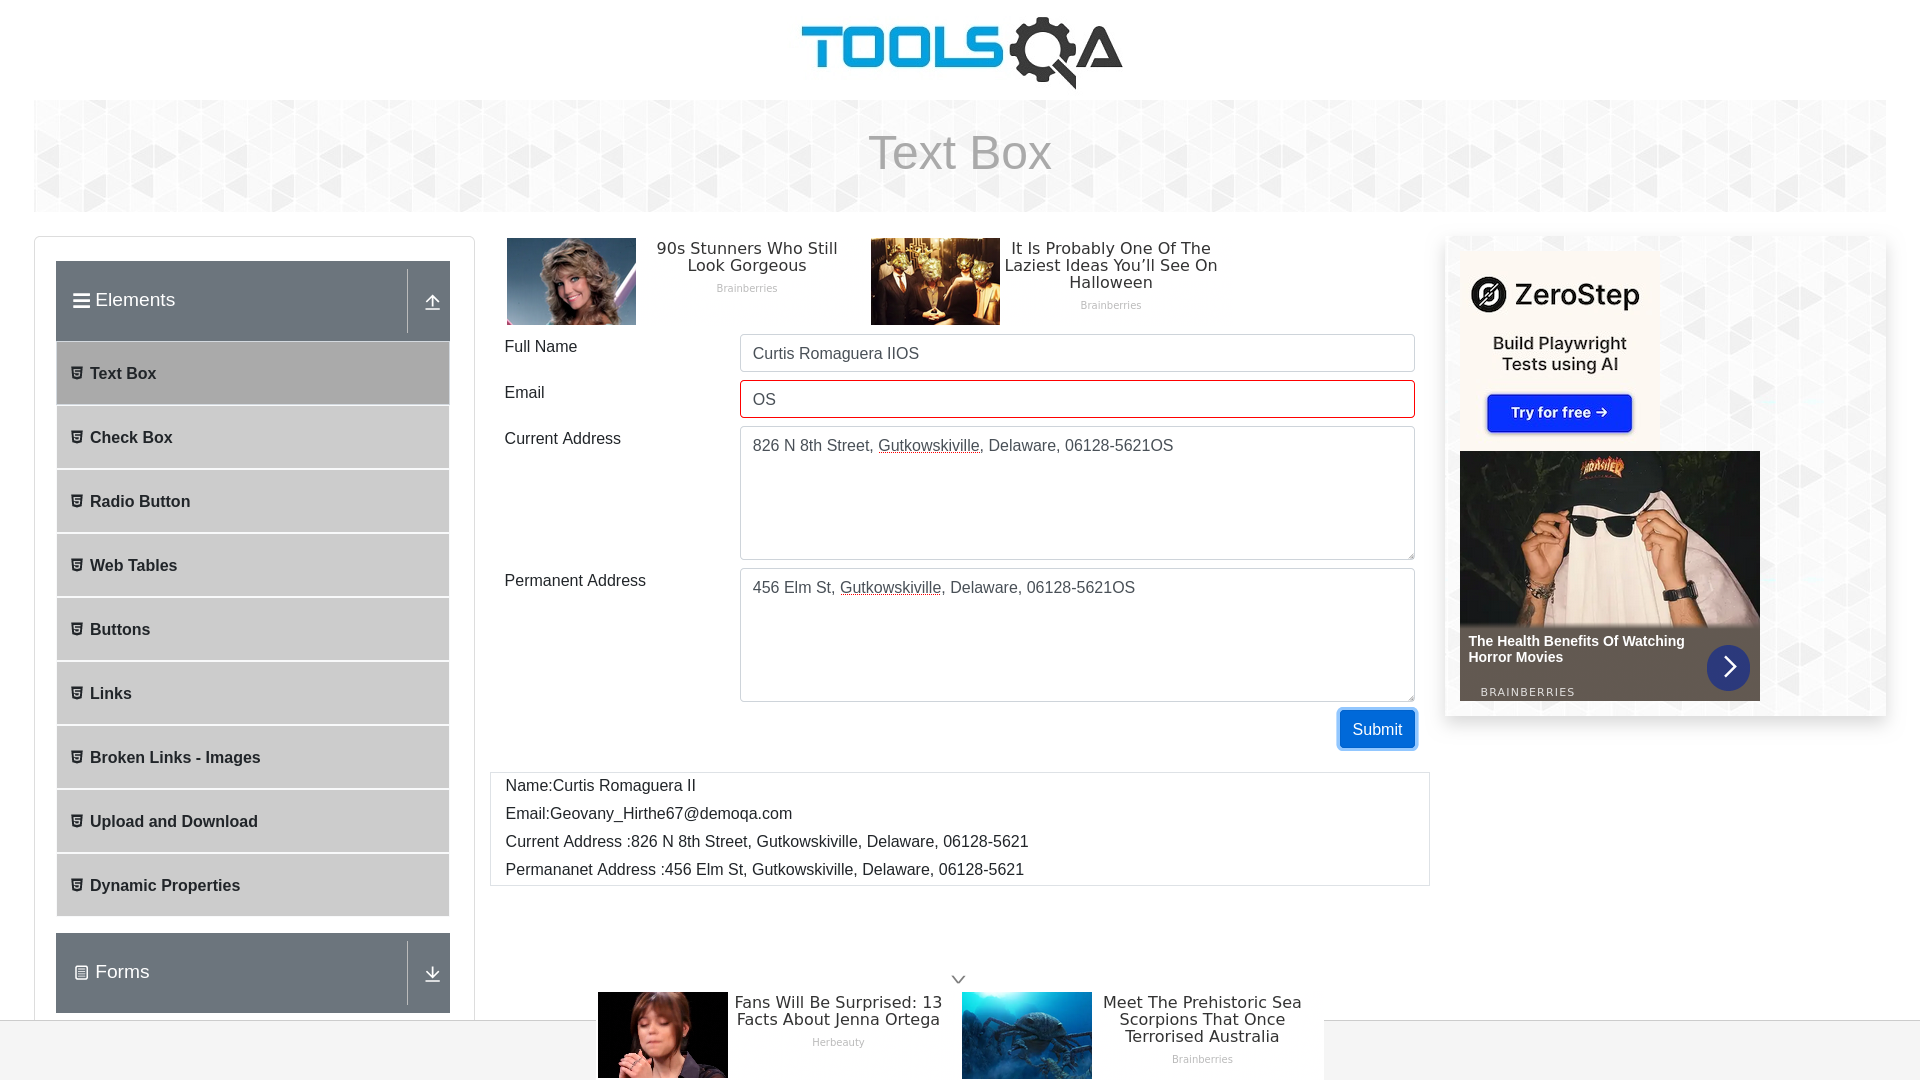 TOOLSQA
Text Box
Elements
Text Box
Check Box
Radio Button
Web Tables
Buttons
Links
Broken Links - Images
Upload and Download
Dynamic Properties
Forms
90s Stunners Who Still
Look Gorgeous
Brainberries
It Is Probably One Of The
Laziest Ideas You’ll See On
Halloween
Brainberries
Full Name
Curtis Romaguera IIOS
Email
OS
Current Address
826 N 8th Street, Gutkowskiville, Delaware, 06128-5621OS
Permanent Address
456 Elm St, Gutkowskiville, Delaware, 06128-5621OS
Submit
Name:Curtis Romaguera II
Email:Geovany_Hirthe67@demoqa.com
Current Address :826 N 8th Street, Gutkowskiville, Delaware, 06128-5621
Permananet Address :456 Elm St, Gutkowskiville, Delaware, 06128-5621
ZeroStep
Build Playwright
Tests using AI
Try for free →
THRASHER
The Health Benefits Of Watching
Horror Movies
BRAINBERRIES
Fans Will Be Surprised: 13
Facts About Jenna Ortega
Herbeauty
Meet The Prehistoric Sea
Scorpions That Once
Terrorised Australia
Brainberries